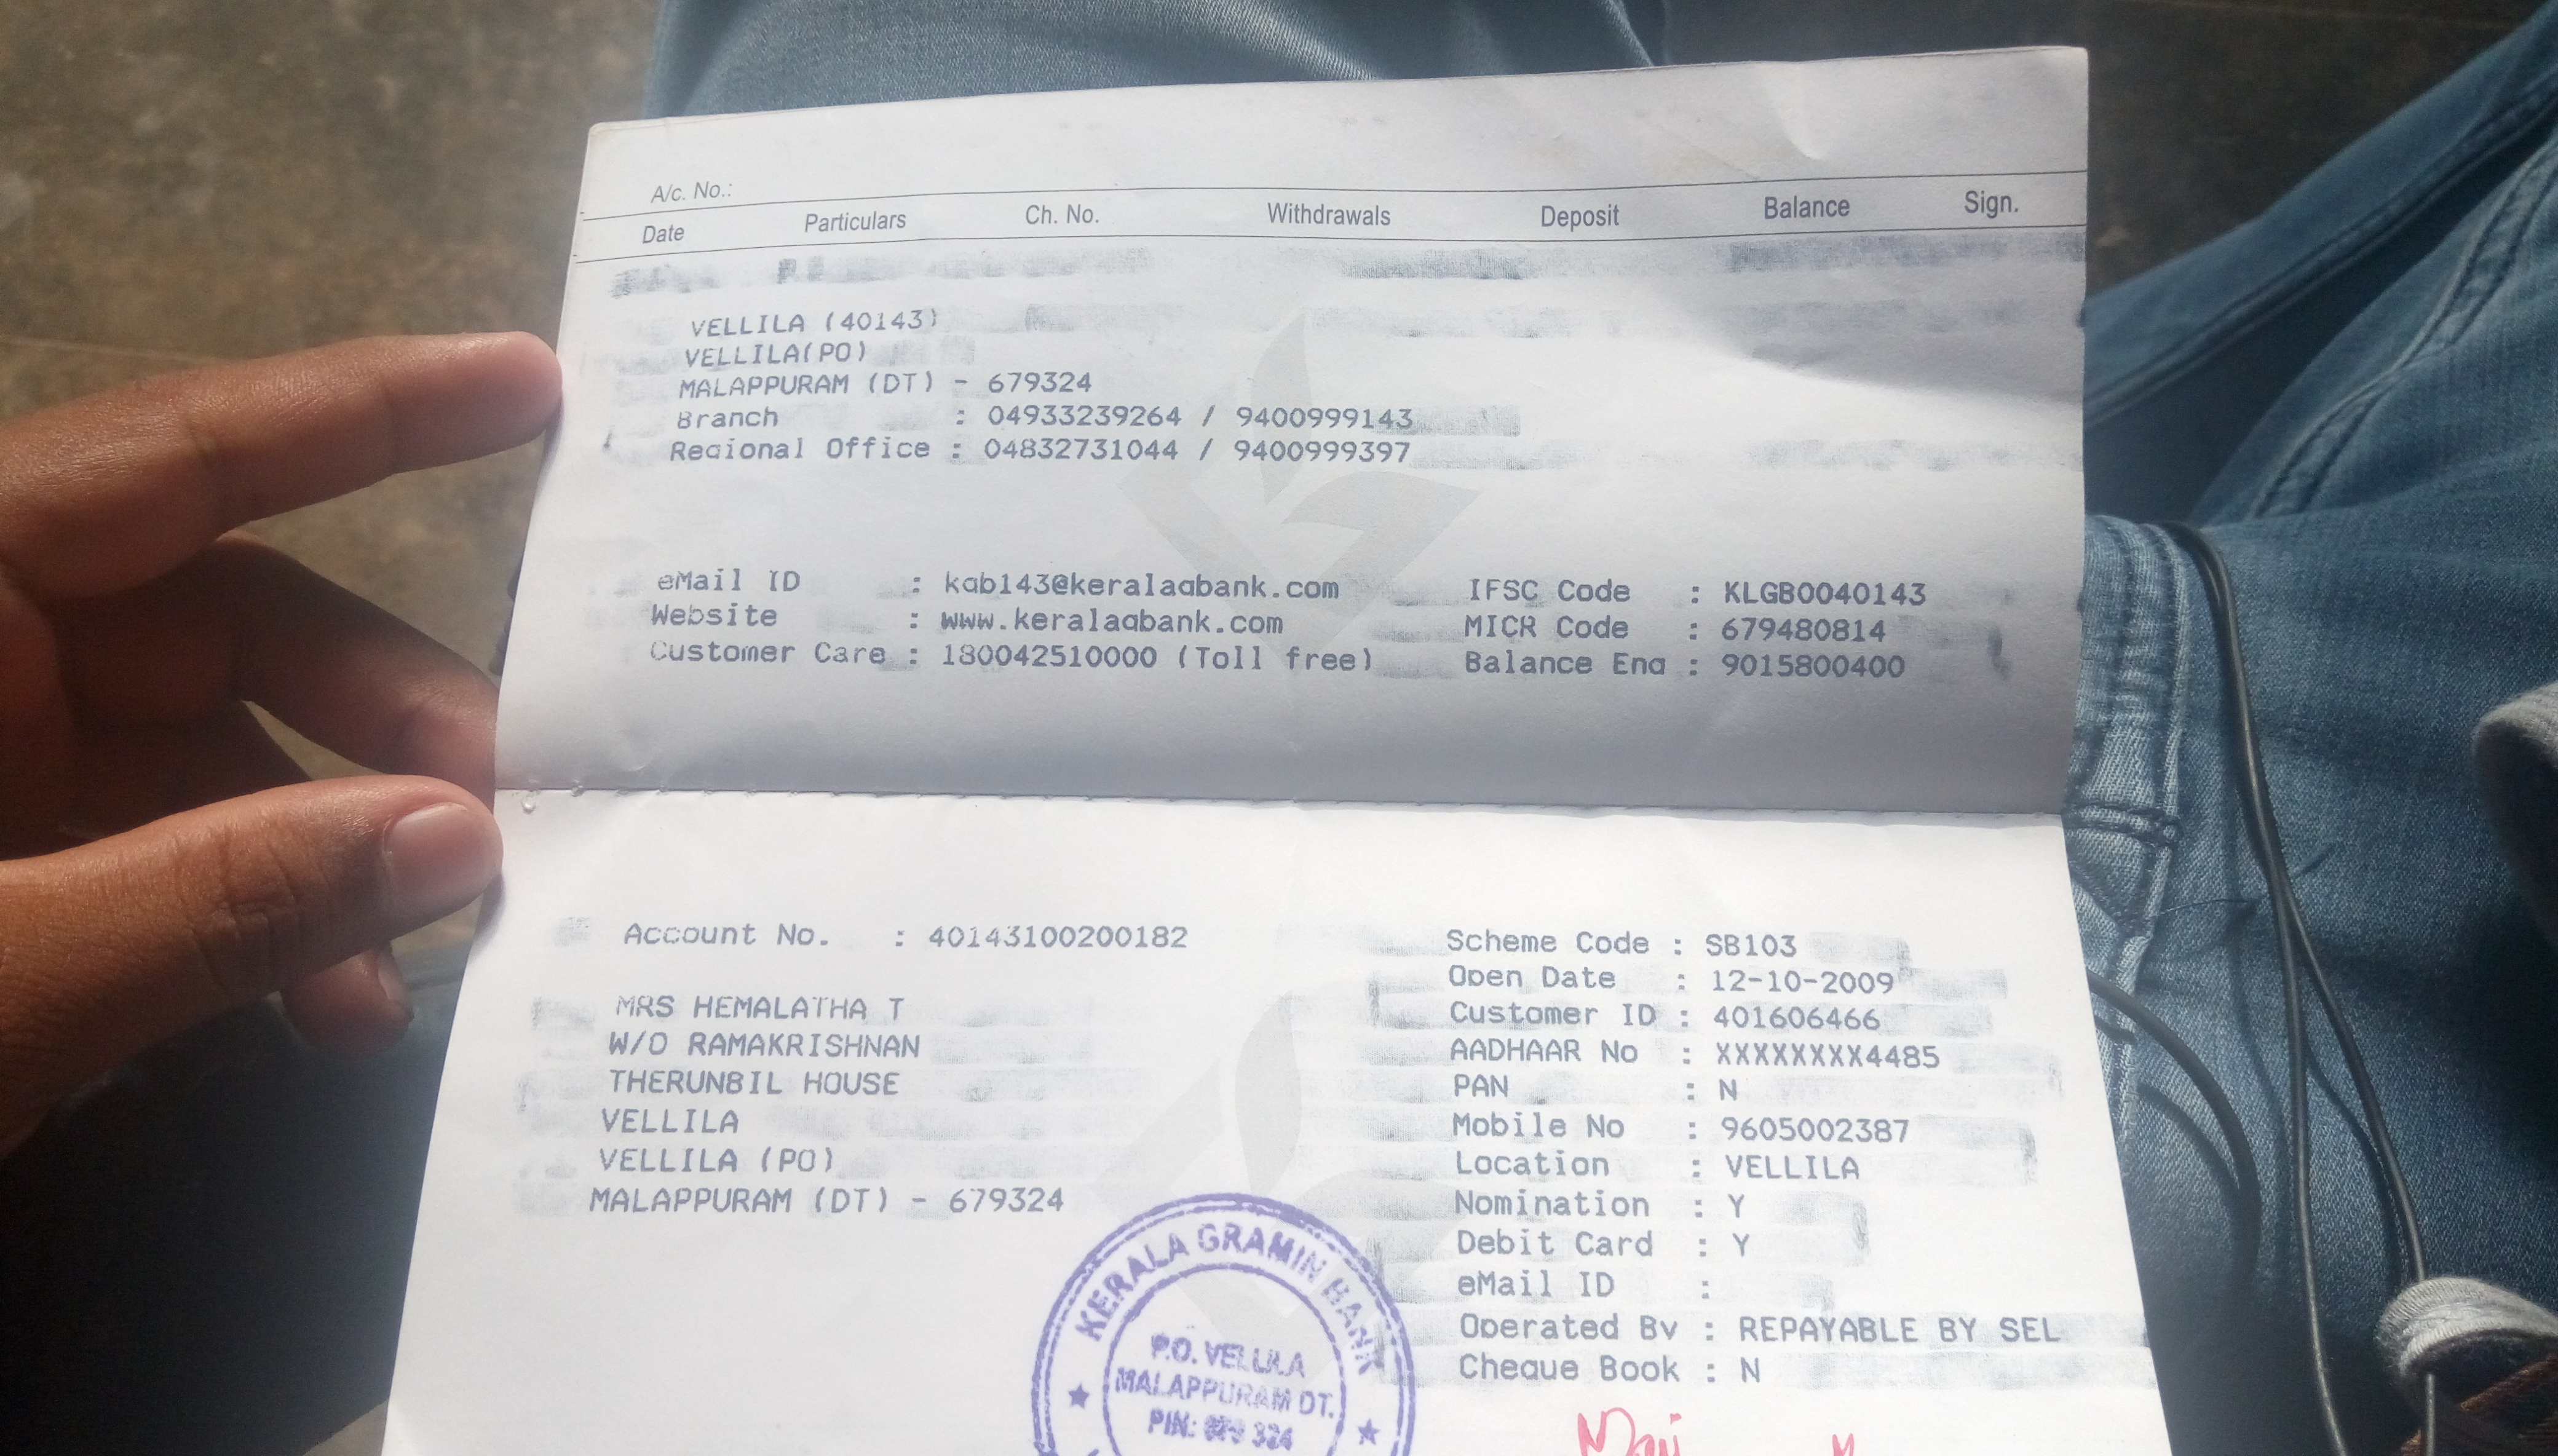 A/c. No.:
Date Particulars Ch. No. Withdrawals Deposit Balance Sign.
VELLILA (40143)
VELLILA(PO)
MALAPPURAM (DT) - 679324
Branch : 04933239264 / 9400999143
Regional Office : 04832731044 / 9400999397
eMail ID : kgb143@keralagbank.com
Website : www.keralagbank.com
Customer Care : 180042510000 (Toll free)
IFSC Code : KLGB0040143
MICR Code : 679480814
Balance Enq : 9015800400
Account No. : 40143100200182
MRS HEMALATHA T
W/O RAMAKRISHNAN
THERUNBIL HOUSE
VELLILA
VELLILA (PO)
MALAPPURAM (DT) - 679324
Scheme Code : SB103
Open Date : 12-10-2009
Customer ID : 401606466
AADHAAR No : XXXXXXXX4485
PAN : N
Mobile No : 9605002387
Location : VELLILA
Nomination : Y
Debit Card : Y
eMail ID :
Operated By : REPAYABLE BY SEL
Cheque Book : N
KERALA GRAMIN BANK
P.O. VELLILA
MALAPPURAM DT.
PIN: 679 324